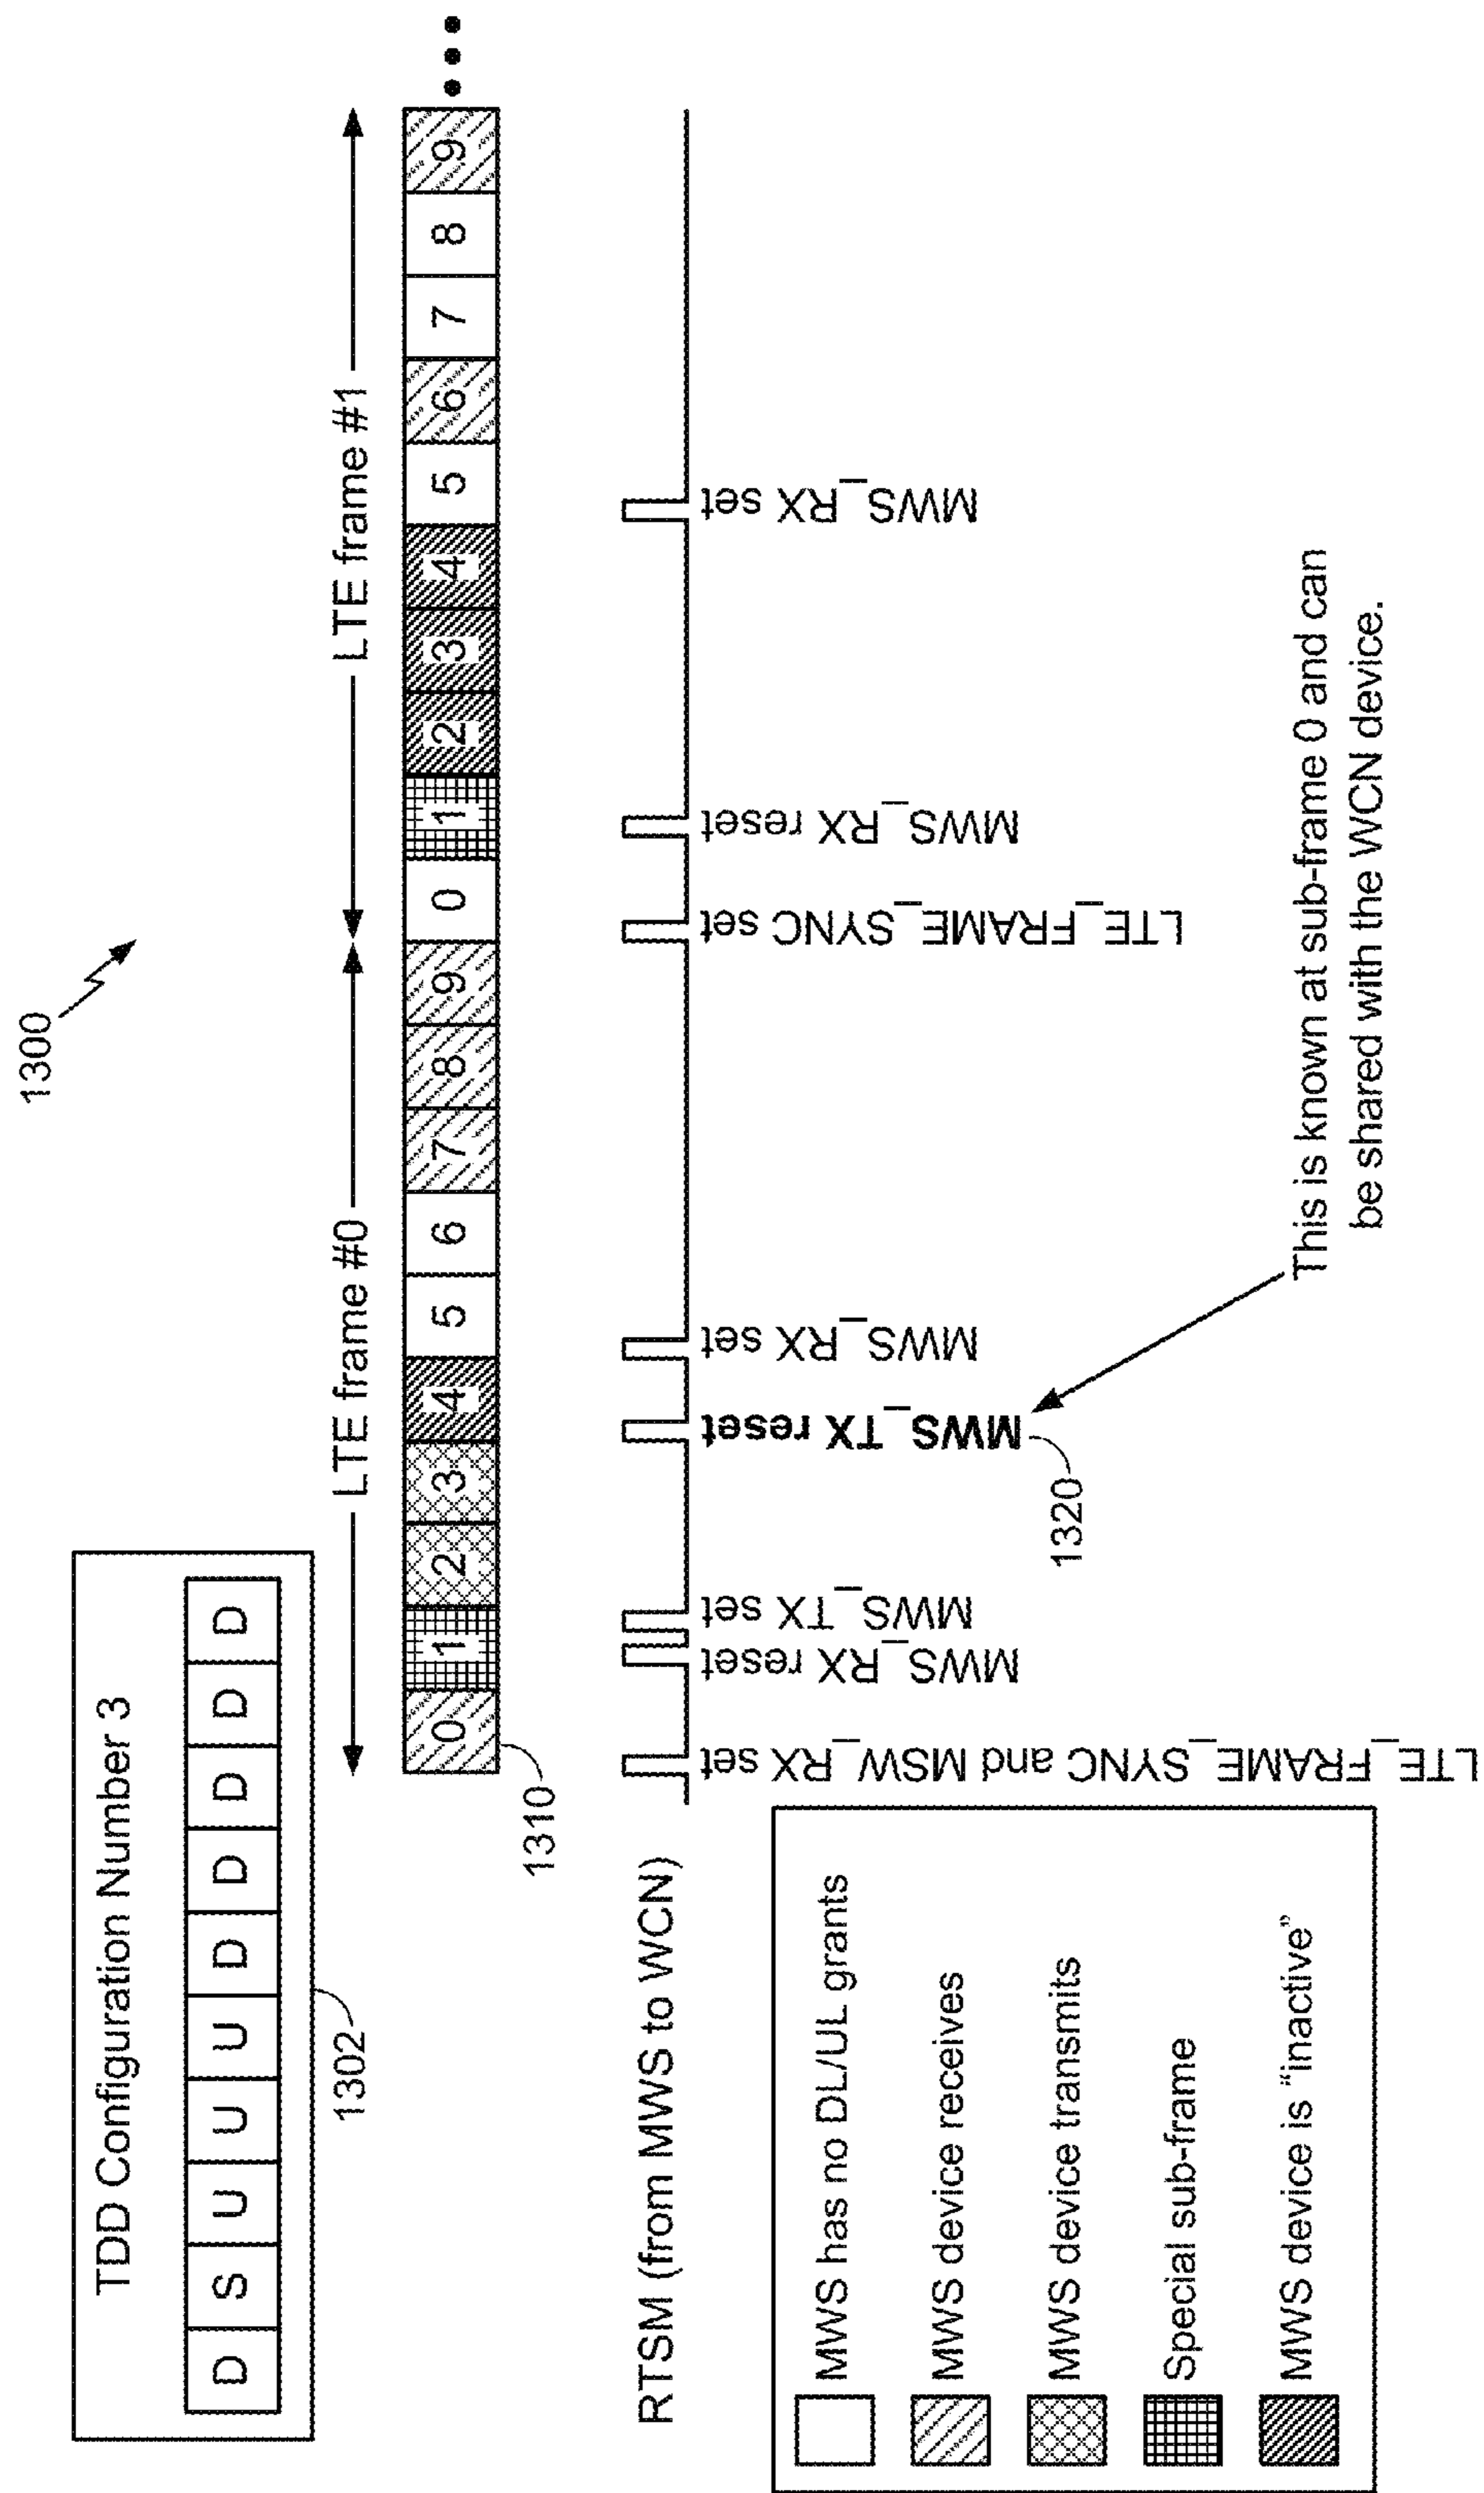 1300
TDD Configuration Number 3
D S U U U D D D D D
1302
LTE frame #0
LTE frame #1
0 1 2 3 4 5 6 7 8 9 0 1 2 3 4 5 6 7 8 9
1310
RTSM (from MWS to WCN)
LTE_FRAME_SYNC and MSW_RX set
MWS_RX reset
MWS_TX set
MWS_TX reset
MWS_RX set
LTE_FRAME_SYNC set
MWS_RX reset
MWS_RX set
1320
This is known at sub-frame 0 and can
be shared with the WCN device.
MWS has no DL/UL grants
MWS device receives
MWS device transmits
Special sub-frame
MWS device is "inactive"